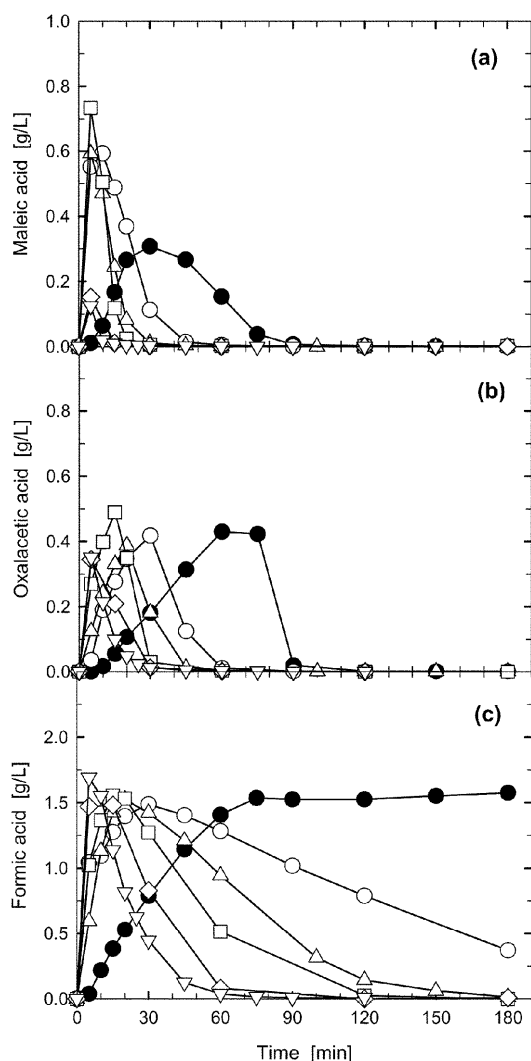 (a)
Maleic acid [g/L]
1.0
0.8
0.6
0.4
0.2
0.0
(b)
Oxalacetic acid [g/L]
0.8
0.6
0.4
0.2
0.0
(c)
Formic acid [g/L]
2.0
1.5
1.0
0.5
0.0
0 30 60 90 120 150 180
Time [min]